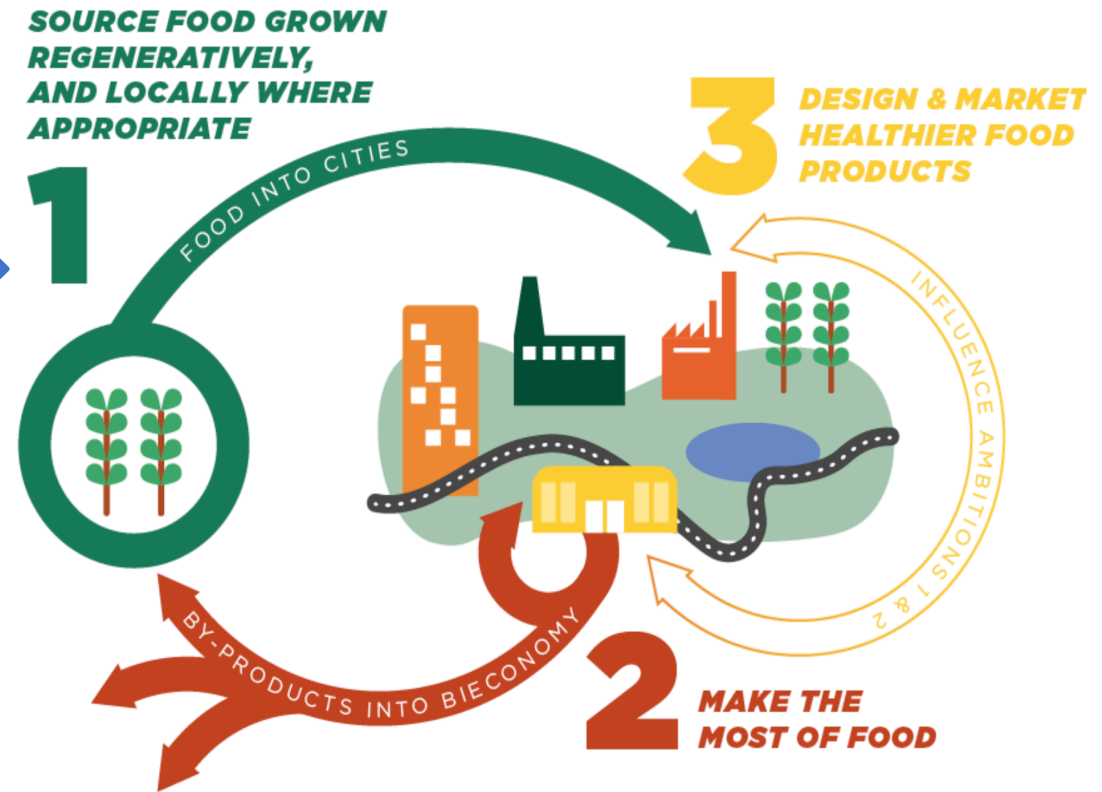 SOURCE FOOD GROWN
REGENERATIVELY,
AND LOCALLY WHERE
APPROPRIATE
1
FOOD INTO CITIES
3
DESIGN & MARKET
HEALTHIER FOOD
PRODUCTS
INFLUENCE AMBITIONS 1 & 2
BY-PRODUCTS INTO BIECONOMY
2
MAKE THE
MOST OF FOOD